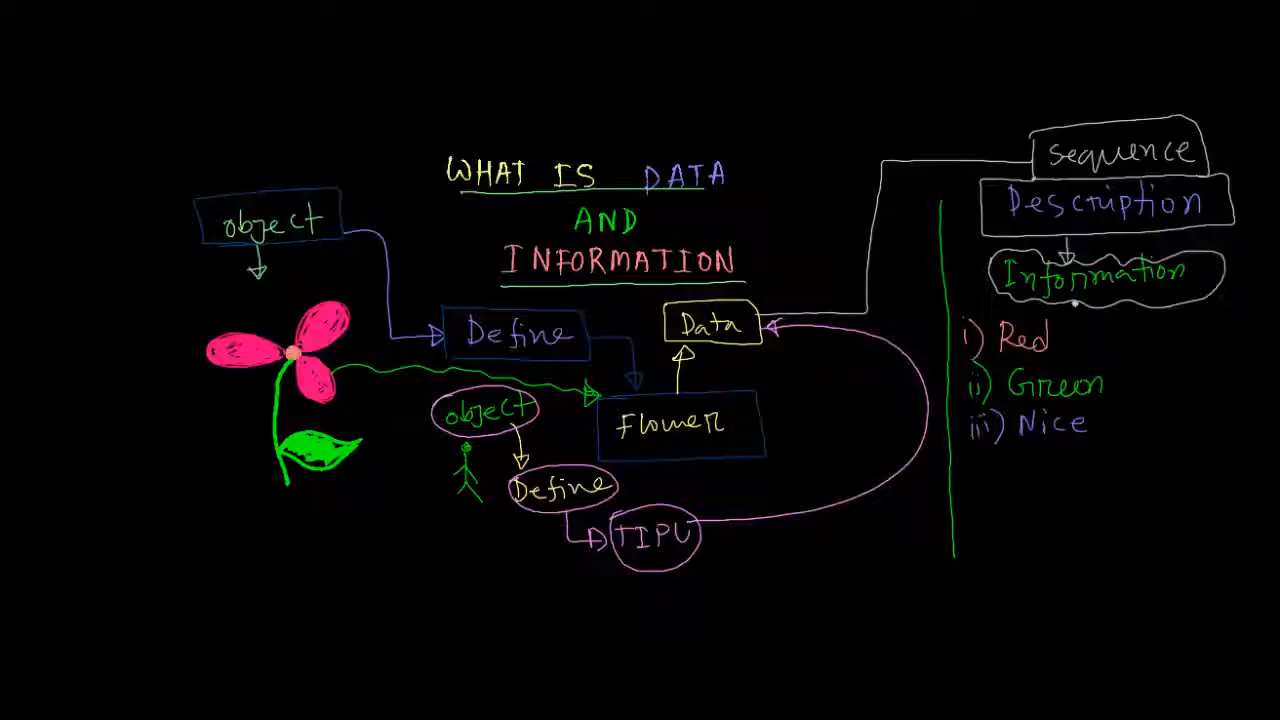 WHAT IS DATA
AND
INFORMATION
object
Define
Data
Flower
object
Define
TIPU
sequence
Description
Information
i) Red
ii) Green
iii) Nice